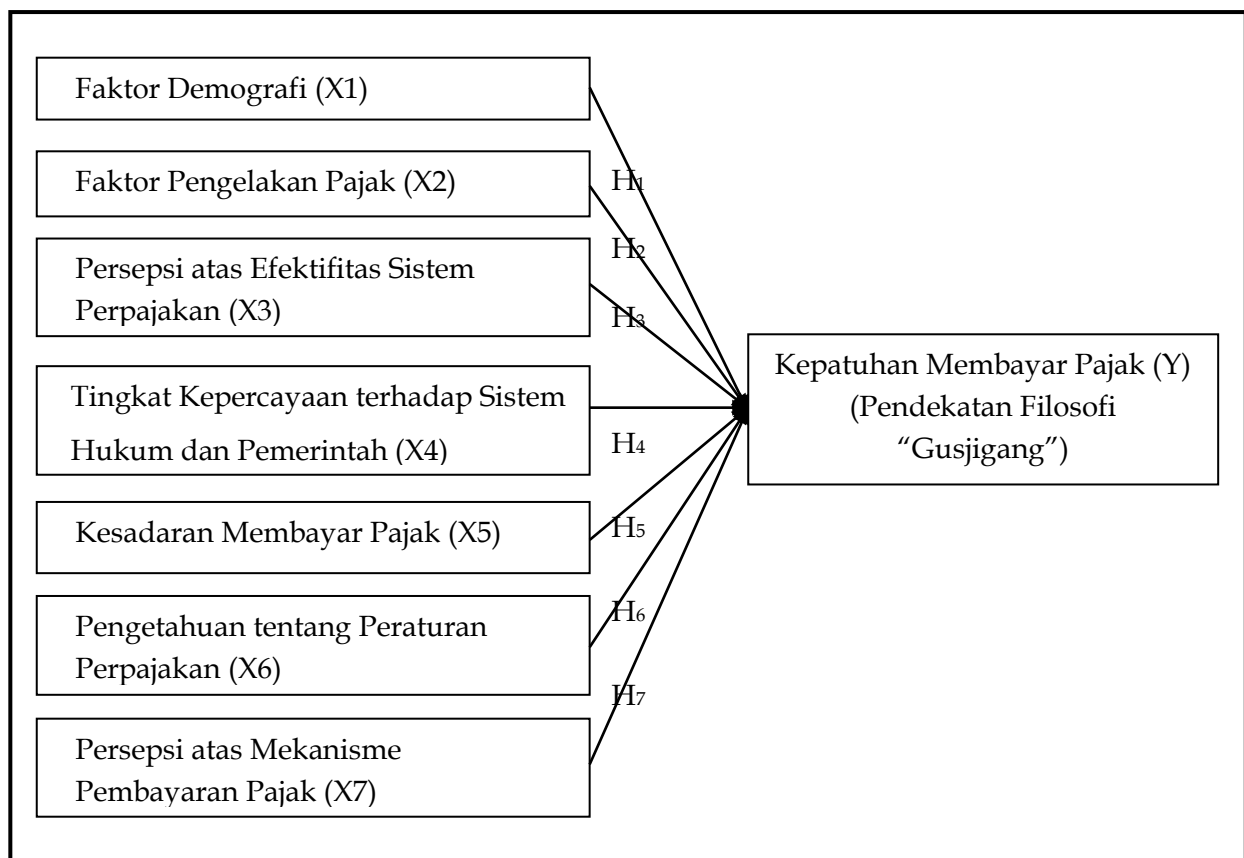 Faktor Demografi (X1)
Faktor Pengelakan Pajak (X2)
Persepsi atas Efektifitas Sistem
Perpajakan (X3)
Tingkat Kepercayaan terhadap Sistem
Hukum dan Pemerintah (X4)
Kesadaran Membayar Pajak (X5)
Pengetahuan tentang Peraturan
Perpajakan (X6)
Persepsi atas Mekanisme
Pembayaran Pajak (X7)
H1
H2
H3
H4
H5
H6
H7
Kepatuhan Membayar Pajak (Y)
(Pendekatan Filosofi
“Gusjigang”)